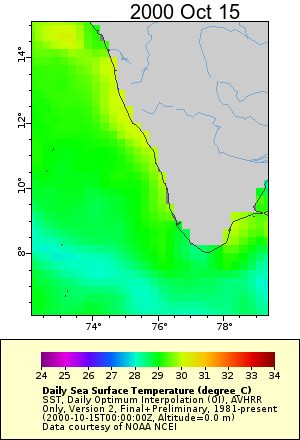 2000 Oct 15
14°
12°
10°
8°
74° 76° 78°
24 25 26 27 28 29 30 31 32 33 34
Daily Sea Surface Temperature (degree_C)
SST, Daily Optimum Interpolation (OI), AVHRR
Only, Version 2, Final+Preliminary, 1981-present
(2000-10-15T00:00:00Z, Altitude=0.0 m)
Data courtesy of NOAA NCEI